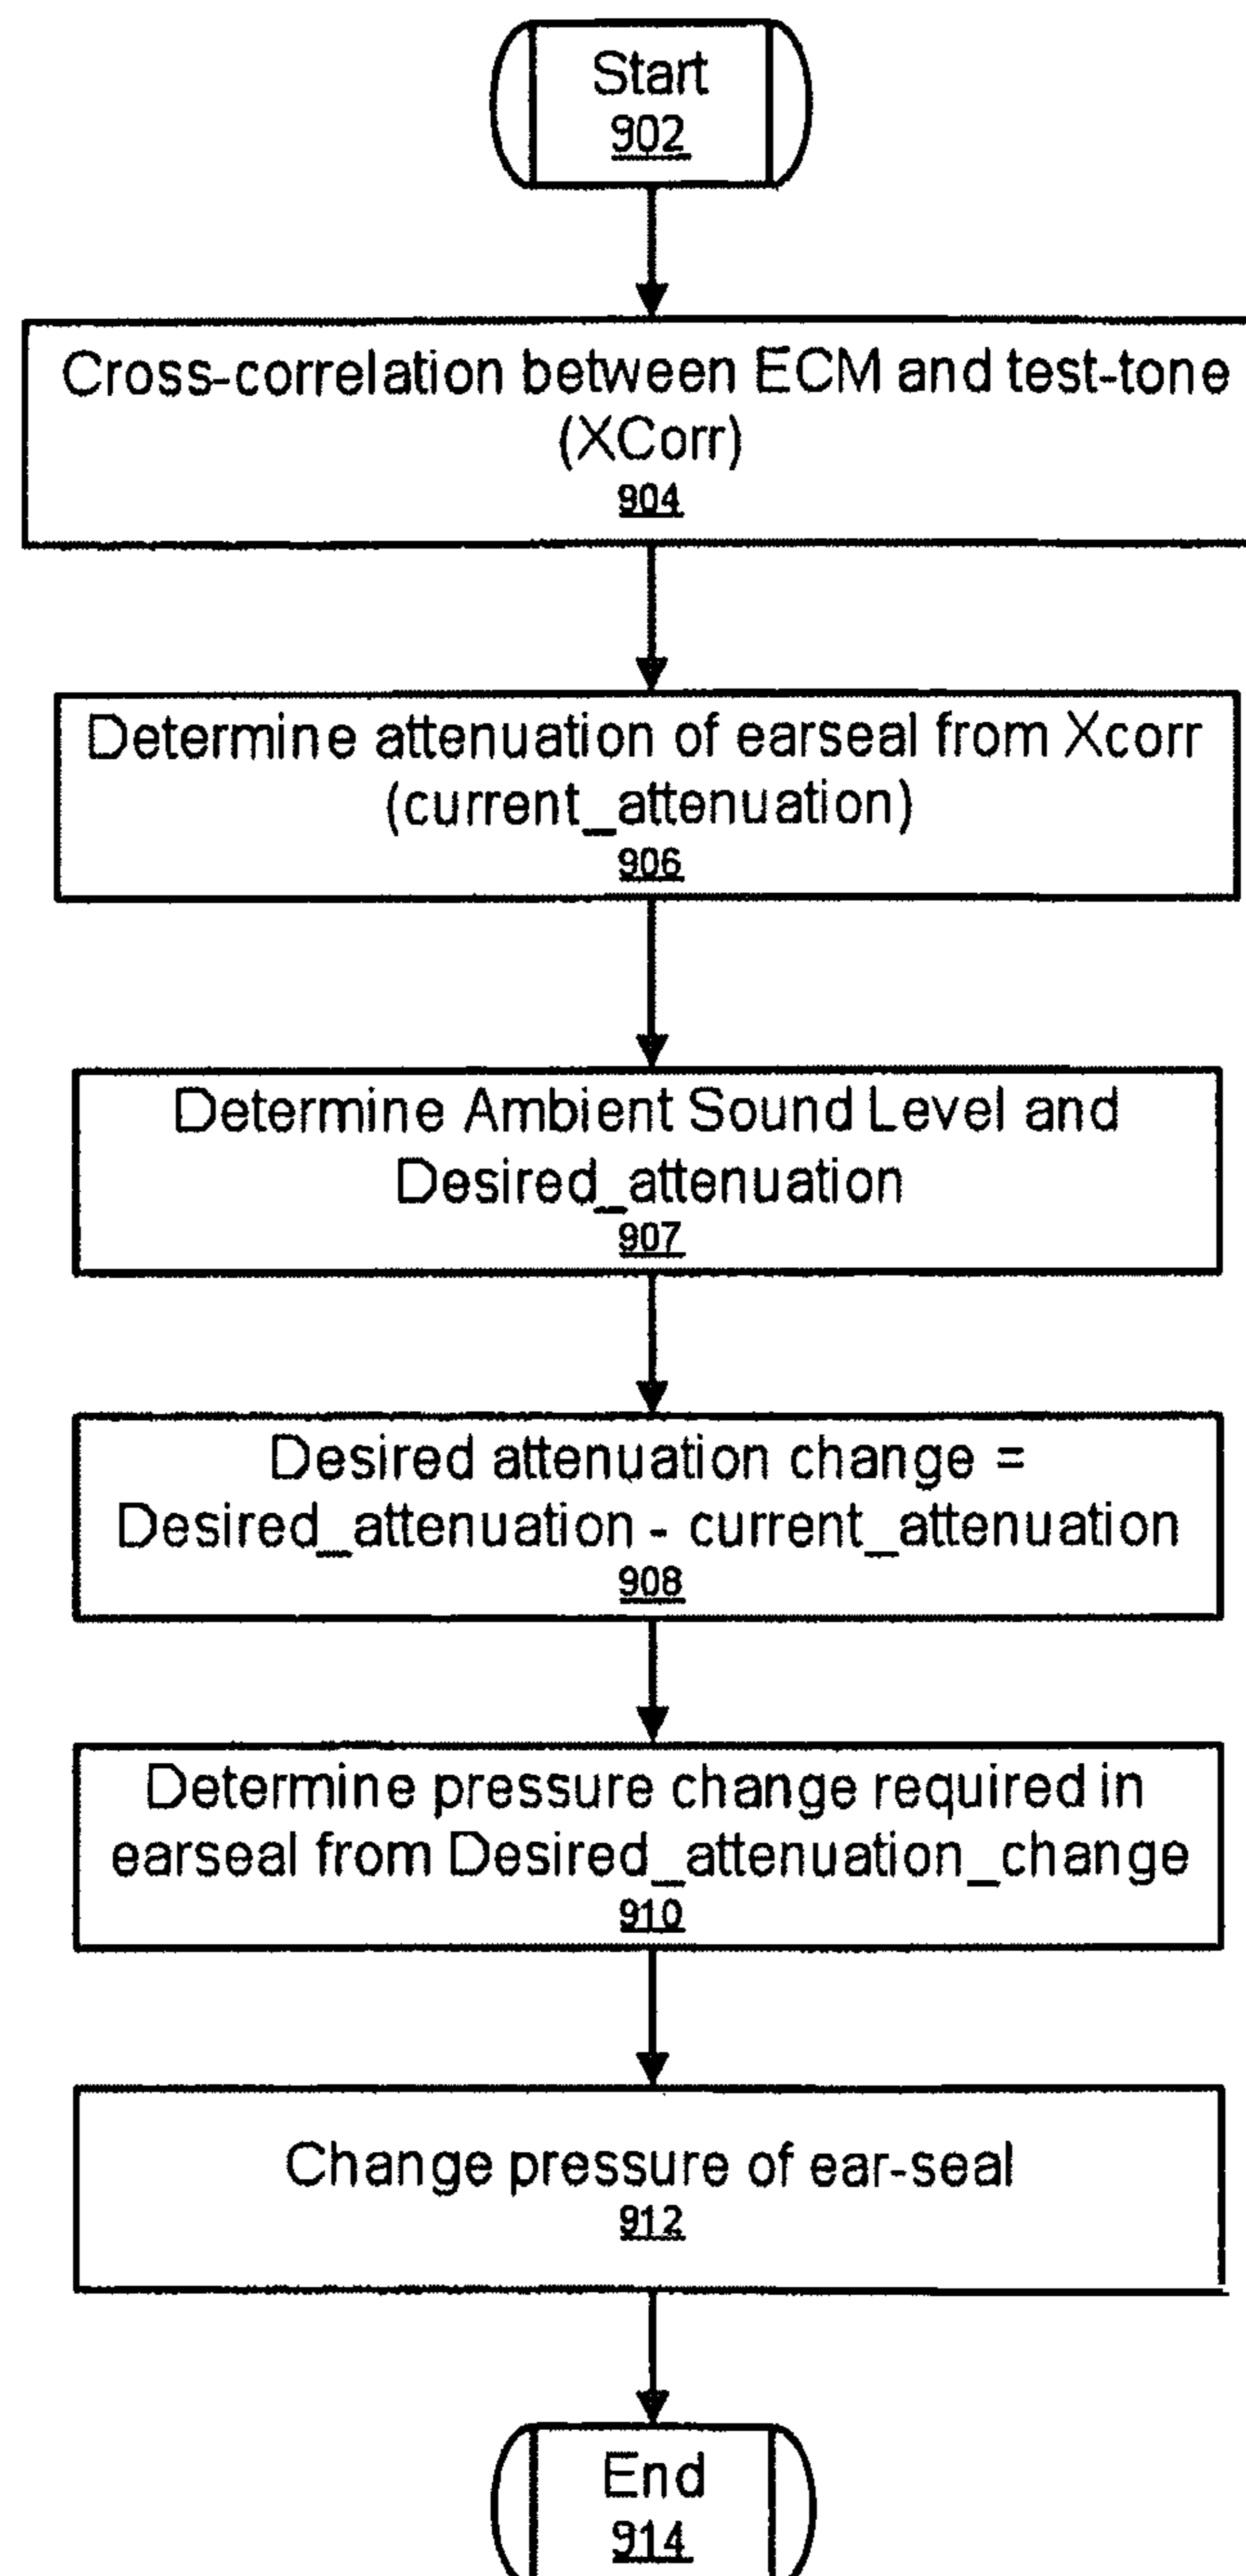 Start
902
Cross-correlation between ECM and test-tone
(XCorr)
904
Determine attenuation of earseal from Xcorr
(current_attenuation)
906
Determine Ambient Sound Level and
Desired_attenuation
907
Desired attenuation change =
Desired_attenuation - current_attenuation
908
Determine pressure change required in
earseal from Desired_attenuation_change
910
Change pressure of ear-seal
912
End
914